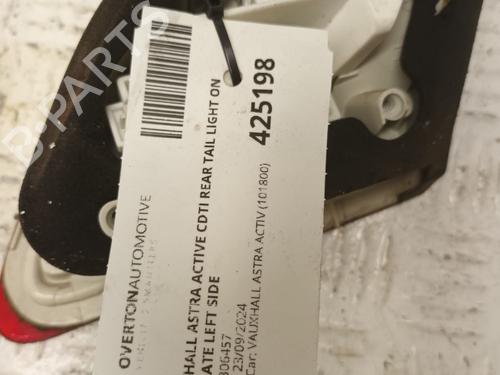 B-PARTS
OVERTONAUTOMOTIVE
HALL ASTRA ACTIVE CDTI REAR TAIL LIGHT ON
ATE LEFT SIDE
306457
23/09/2024
Car: VAUXHALL ASTRA ACTIV (101800)
425198